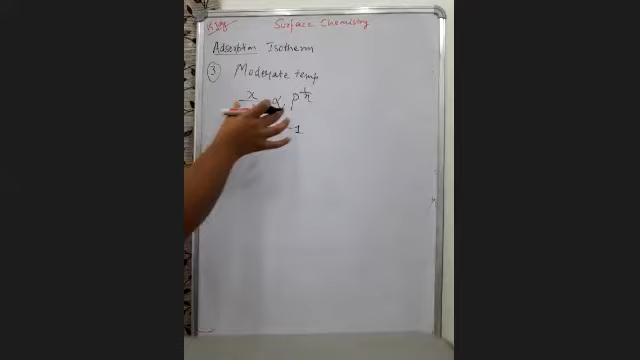 Surface Chemistry
Adsorption Isotherm
③ Moderate temp
x ∝ P^1/n
-1